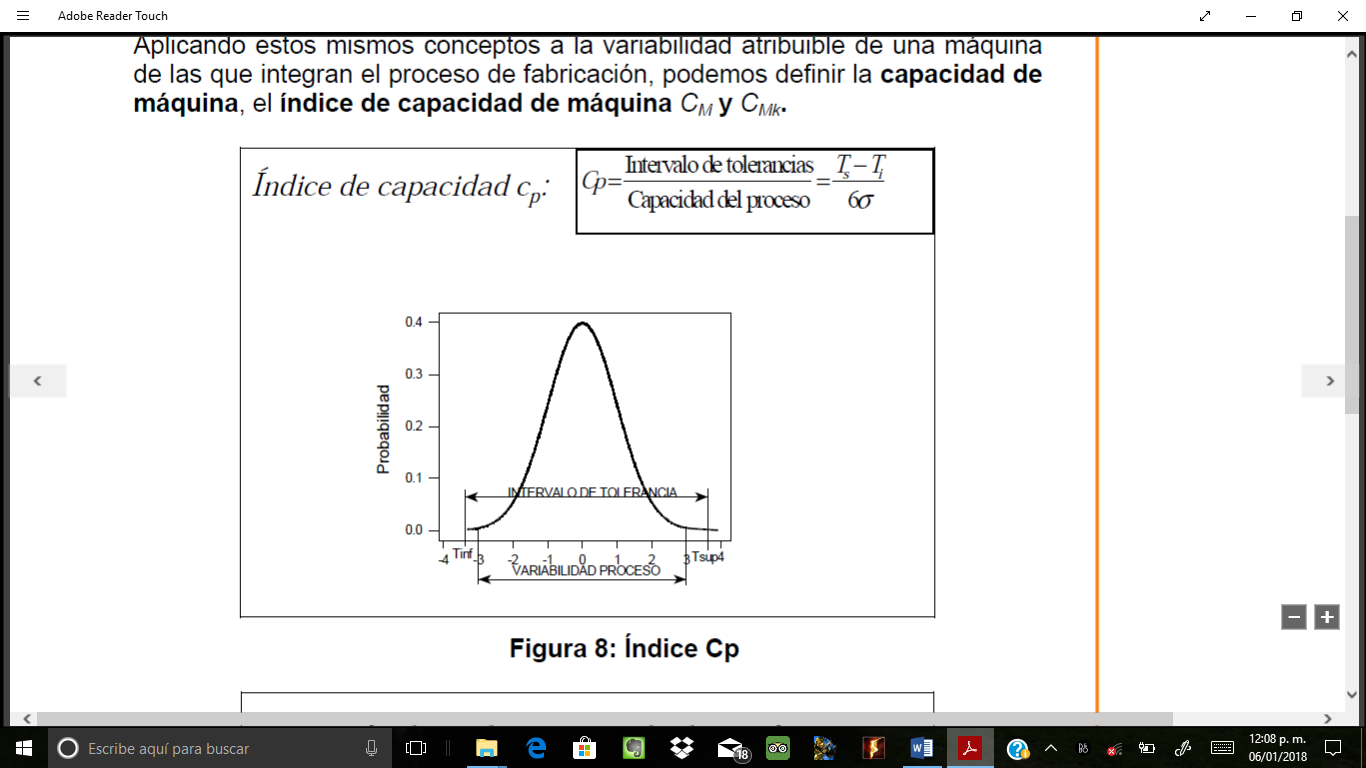 Adobe Reader Touch
Aplicando estos mismos conceptos a la variabilidad atribuible de una máquina
de las que integran el proceso de fabricación, podemos definir la capacidad de
máquina, el índice de capacidad de máquina CM y CMk.
Índice de capacidad cp:
Cp= Intervalo de tolerancias / Capacidad del proceso = Ts – Ti / 6σ
0.4
0.3
0.2
0.1
0.0
Probabilidad
INTERVALO DE TOLERANCIA
-4 Tinf -3 -2 -1 0 1 2 3 Tsup 4
VARIABILIDAD PROCESO
Figura 8: Índice Cp
Escribe aquí para buscar
18
12:08 p. m.
06/01/2018